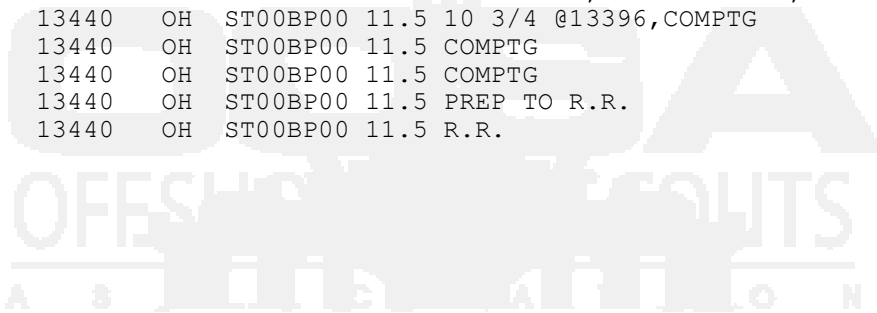 13440 OH ST00BP00 11.5 10 3/4 @13396,COMPTG
13440 OH ST00BP00 11.5 COMPTG
13440 OH ST00BP00 11.5 COMPTG
13440 OH ST00BP00 11.5 PREP TO R.R.
13440 OH ST00BP00 11.5 R.R.